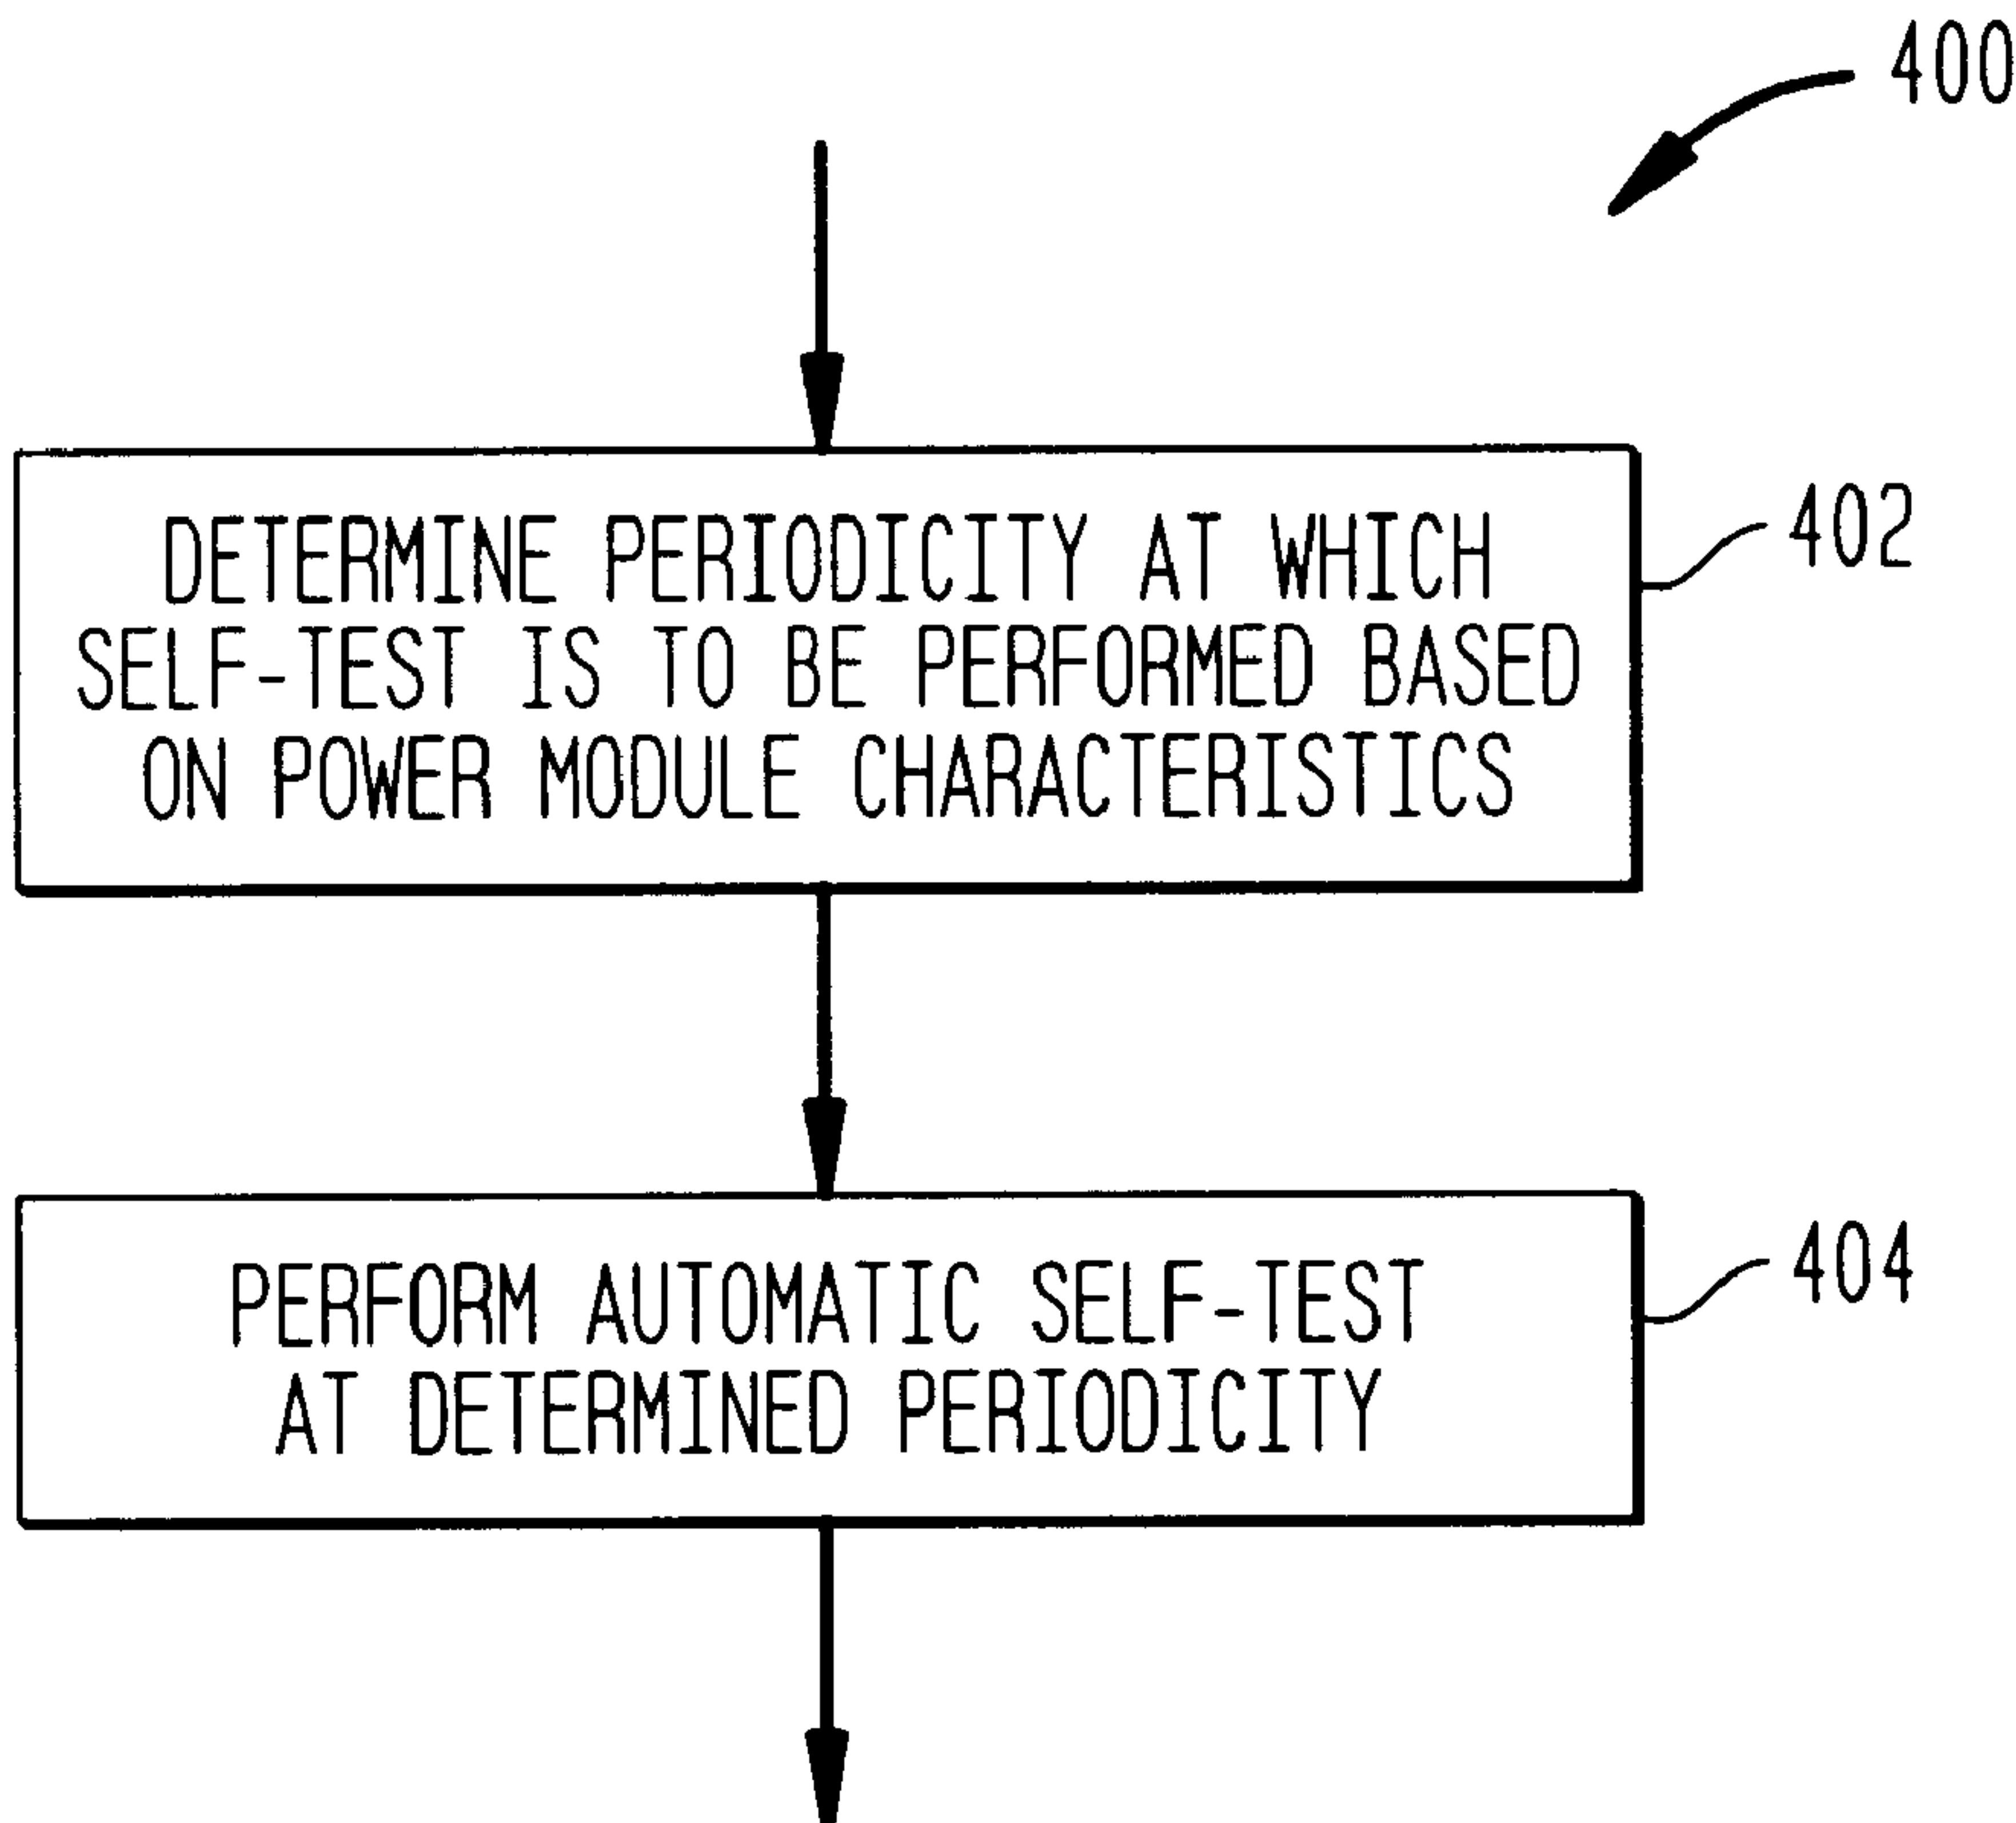 400
DETERMINE PERIODICITY AT WHICH
SELF-TEST IS TO BE PERFORMED BASED
ON POWER MODULE CHARACTERISTICS
402
PERFORM AUTOMATIC SELF-TEST
AT DETERMINED PERIODICITY
404